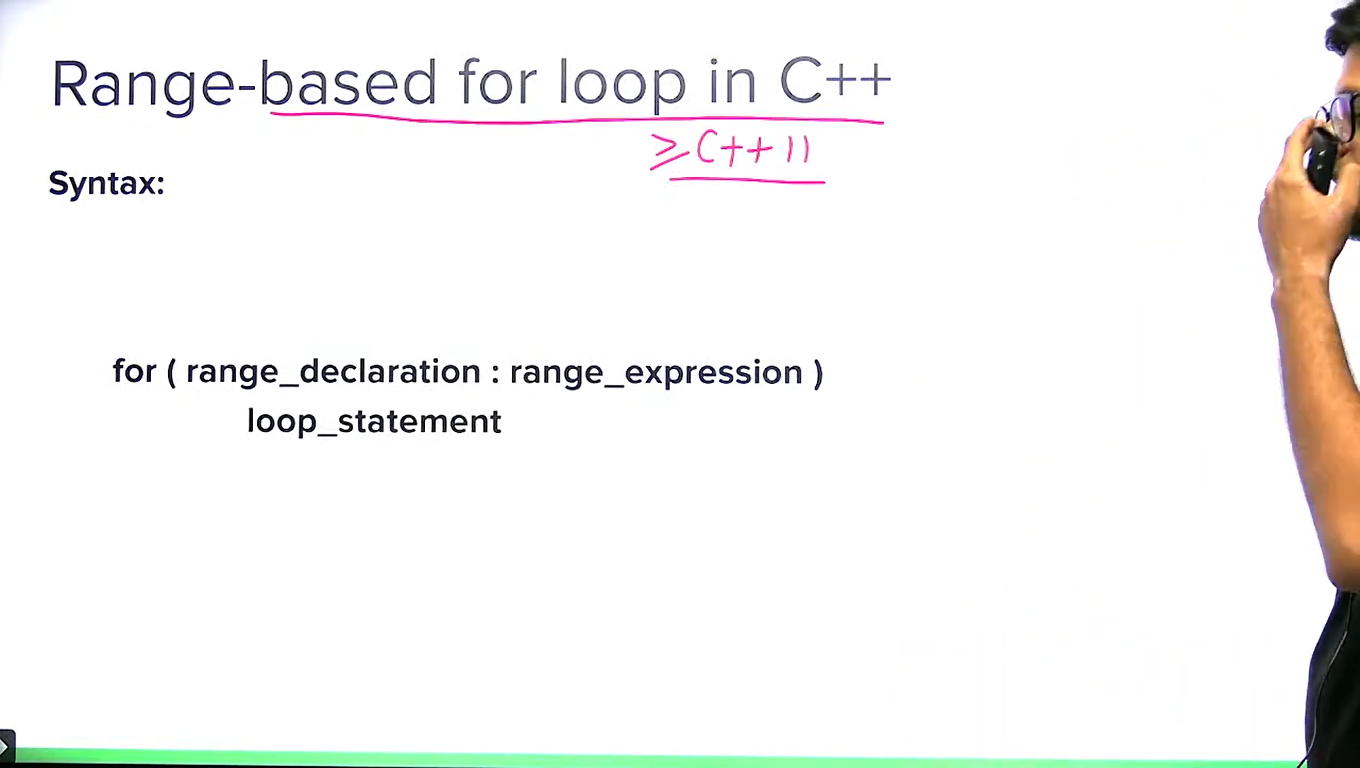 Range-based for loop in C++
≥ C++ 11
Syntax:
for ( range_declaration : range_expression )
loop_statement